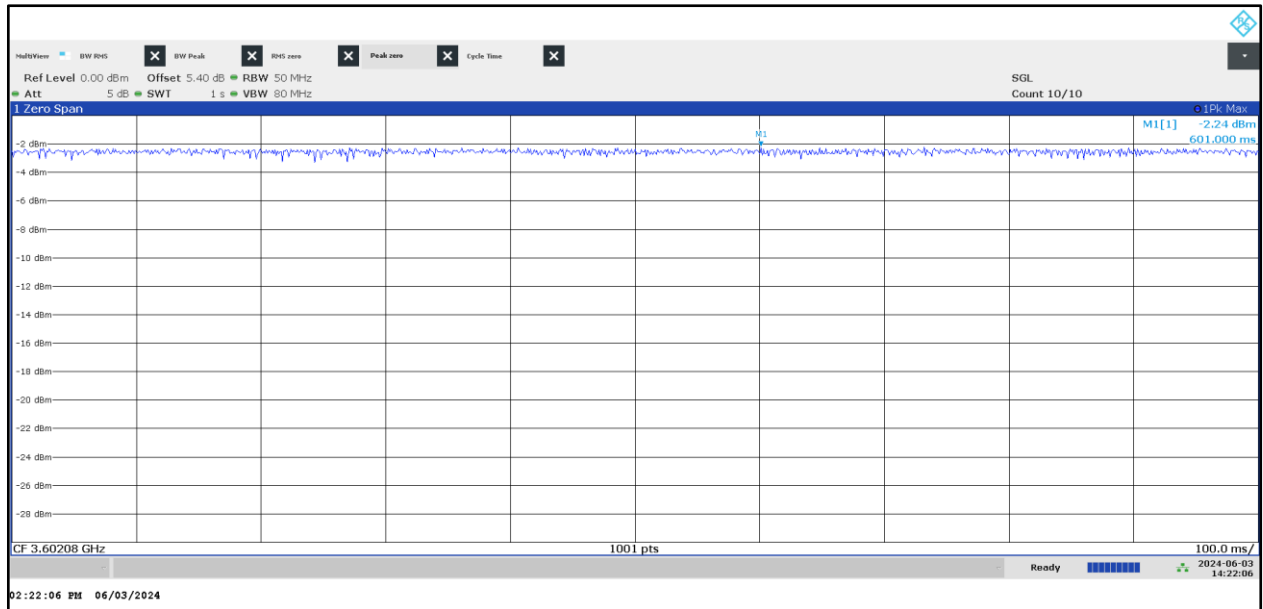 R&S
MultiView BW RMS BW Peak RMS zero Peak zero Cycle Time
Ref Level 0.00 dBm Offset 5.40 dB RBW 50 MHz SGL
Att 5 dB SWT 1 s VBW 80 MHz Count 10/10
1 Zero Span 1Pk Max
M1[1] -2.24 dBm
M1
601.000 ms
-2 dBm
-4 dBm
-6 dBm
-8 dBm
-10 dBm
-12 dBm
-14 dBm
-16 dBm
-18 dBm
-20 dBm
-22 dBm
-24 dBm
-26 dBm
-28 dBm
CF 3.60208 GHz 1001 pts 100.0 ms/
Ready 2024-06-03
14:22:06
02:22:06 PM 06/03/2024